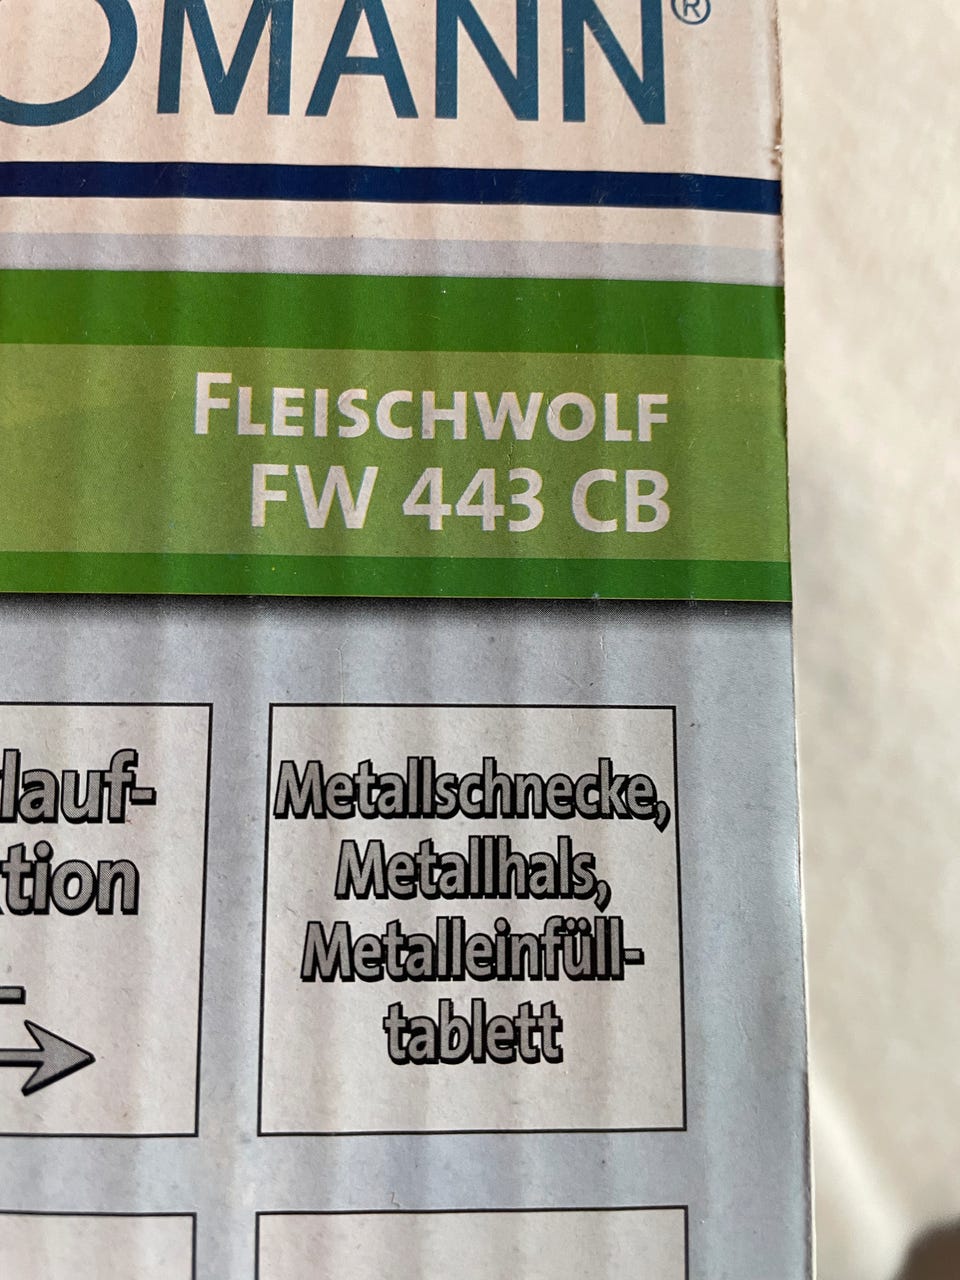 OMANN®
FLEISCHWOLF
FW 443 CB
lauf-
tion
Metallschnecke,
Metallhals,
Metalleinfüll-
tablett